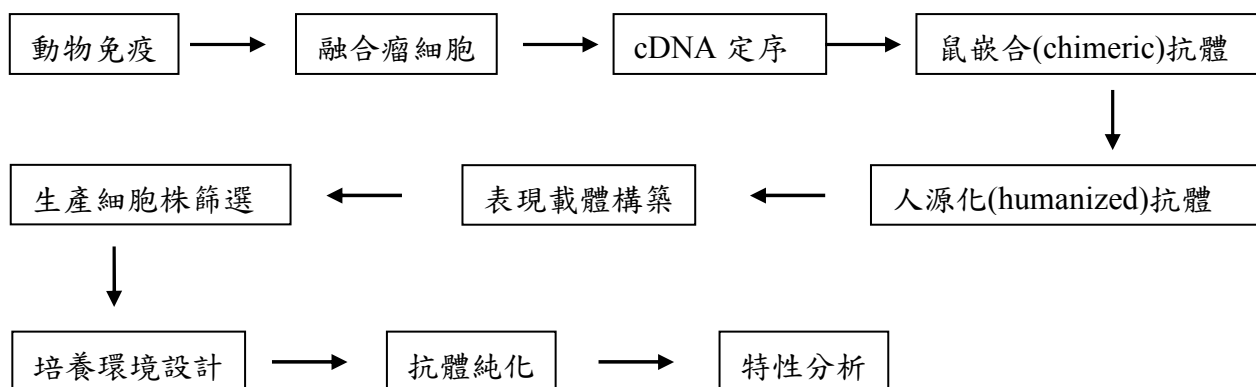 動物免疫
融合瘤細胞
cDNA 定序
鼠嵌合(chimeric)抗體
人源化(humanized)抗體
表現載體構築
生產細胞株篩選
培養環境設計
抗體純化
特性分析